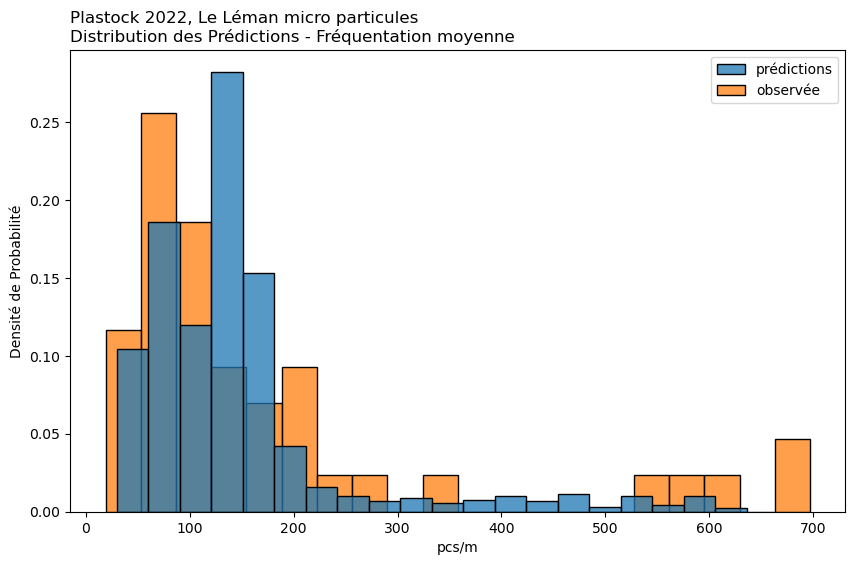 Plastock 2022, Le Léman micro particules
Distribution des Prédictions - Fréquentation moyenne
prédictions
observée
Densité de Probabilité
0.25
0.20
0.15
0.10
0.05
0.00
0
100
200
300
400
500
600
700
pcs/m